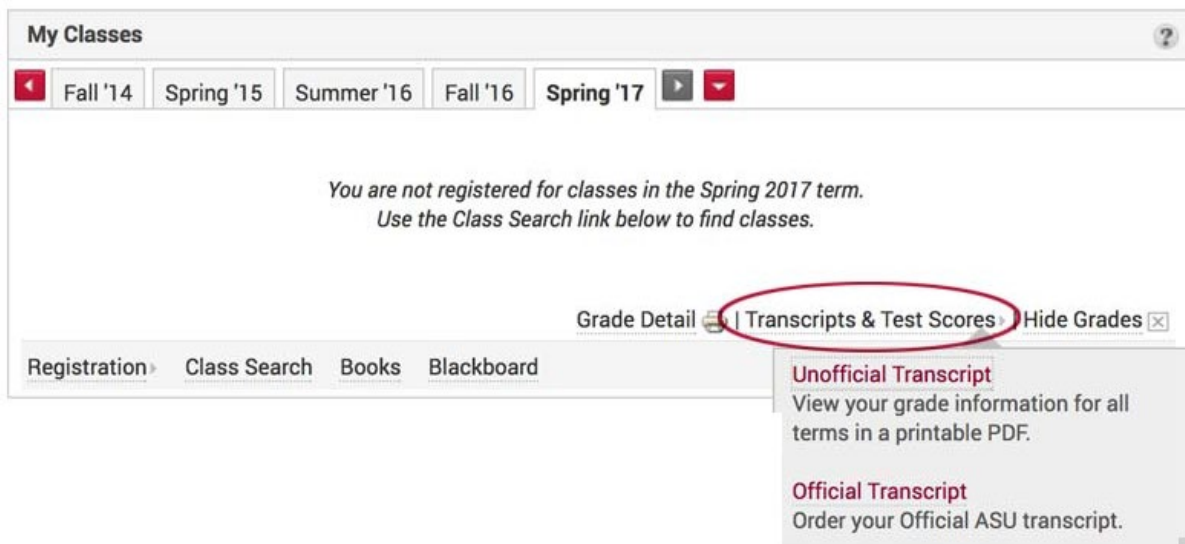 My Classes ?
Fall '14 Spring '15 Summer '16 Fall '16 Spring '17
You are not registered for classes in the Spring 2017 term.
Use the Class Search link below to find classes.
Grade Detail | Transcripts & Test Scores | Hide Grades
Registration Class Search Books Blackboard
Unofficial Transcript
View your grade information for all
terms in a printable PDF.
Official Transcript
Order your Official ASU transcript.